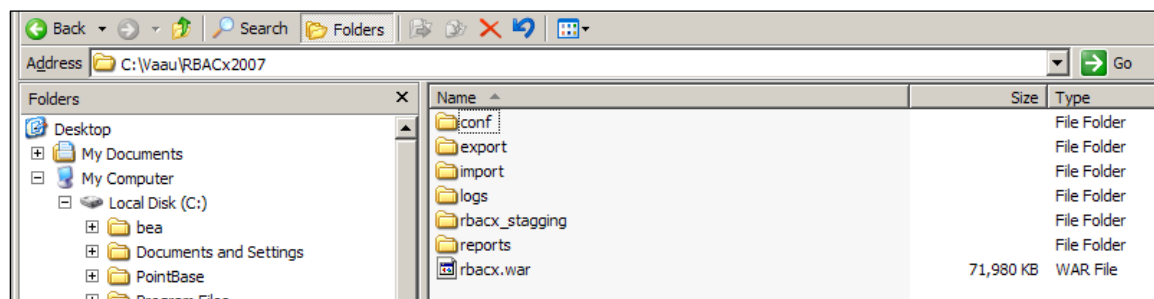 Back Search Folders
Address C:\Vaau\RBACx2007 Go
Folders x Name Size Type
Desktop
My Documents
My Computer
Local Disk (C:)
bea
Documents and Settings
PointBase
Program Files
conf File Folder
export File Folder
import File Folder
logs File Folder
rbacx_stagging File Folder
reports File Folder
rbacx.war 71,980 KB WAR File